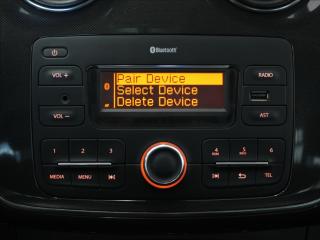 Bluetooth
VOL +
Pair Device
Select Device
Delete Device
RADIO
VOL −
AST
1
2
3
4
RDM
5
6
MEDIA
MENU
TEL